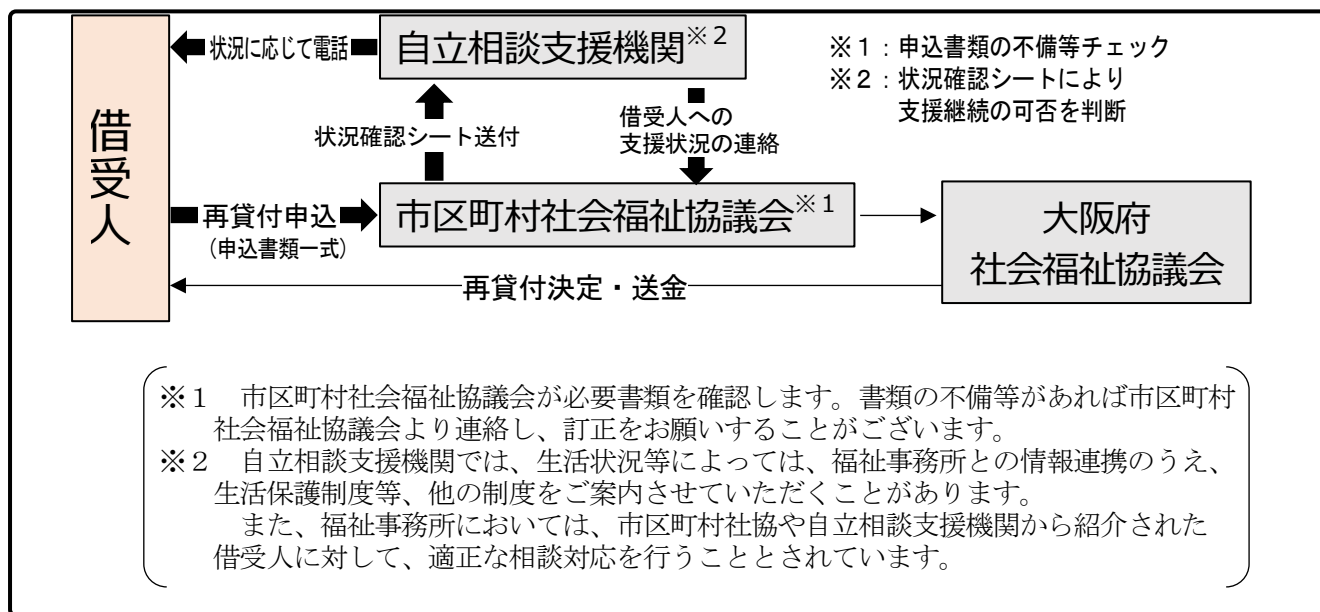 状況に応じて電話
自立相談支援機関※2
※1：申込書類の不備等チェック
※2：状況確認シートにより
支援継続の可否を判断
借受人
状況確認シート送付
借受人への
支援状況の連絡
再貸付申込
（申込書類一式）
市区町村社会福祉協議会※1
大阪府
社会福祉協議会
再貸付決定・送金
※1　市区町村社会福祉協議会が必要書類を確認します。書類の不備等があれば市区町村
社会福祉協議会より連絡し、訂正をお願いすることがございます。
※2　自立相談支援機関では、生活状況等によっては、福祉事務所との情報連携のうえ、
生活保護制度等、他の制度をご案内させていただくことがあります。
また、福祉事務所においては、市区町村社協や自立相談支援機関から紹介された
借受人に対して、適正な相談対応を行うこととされています。